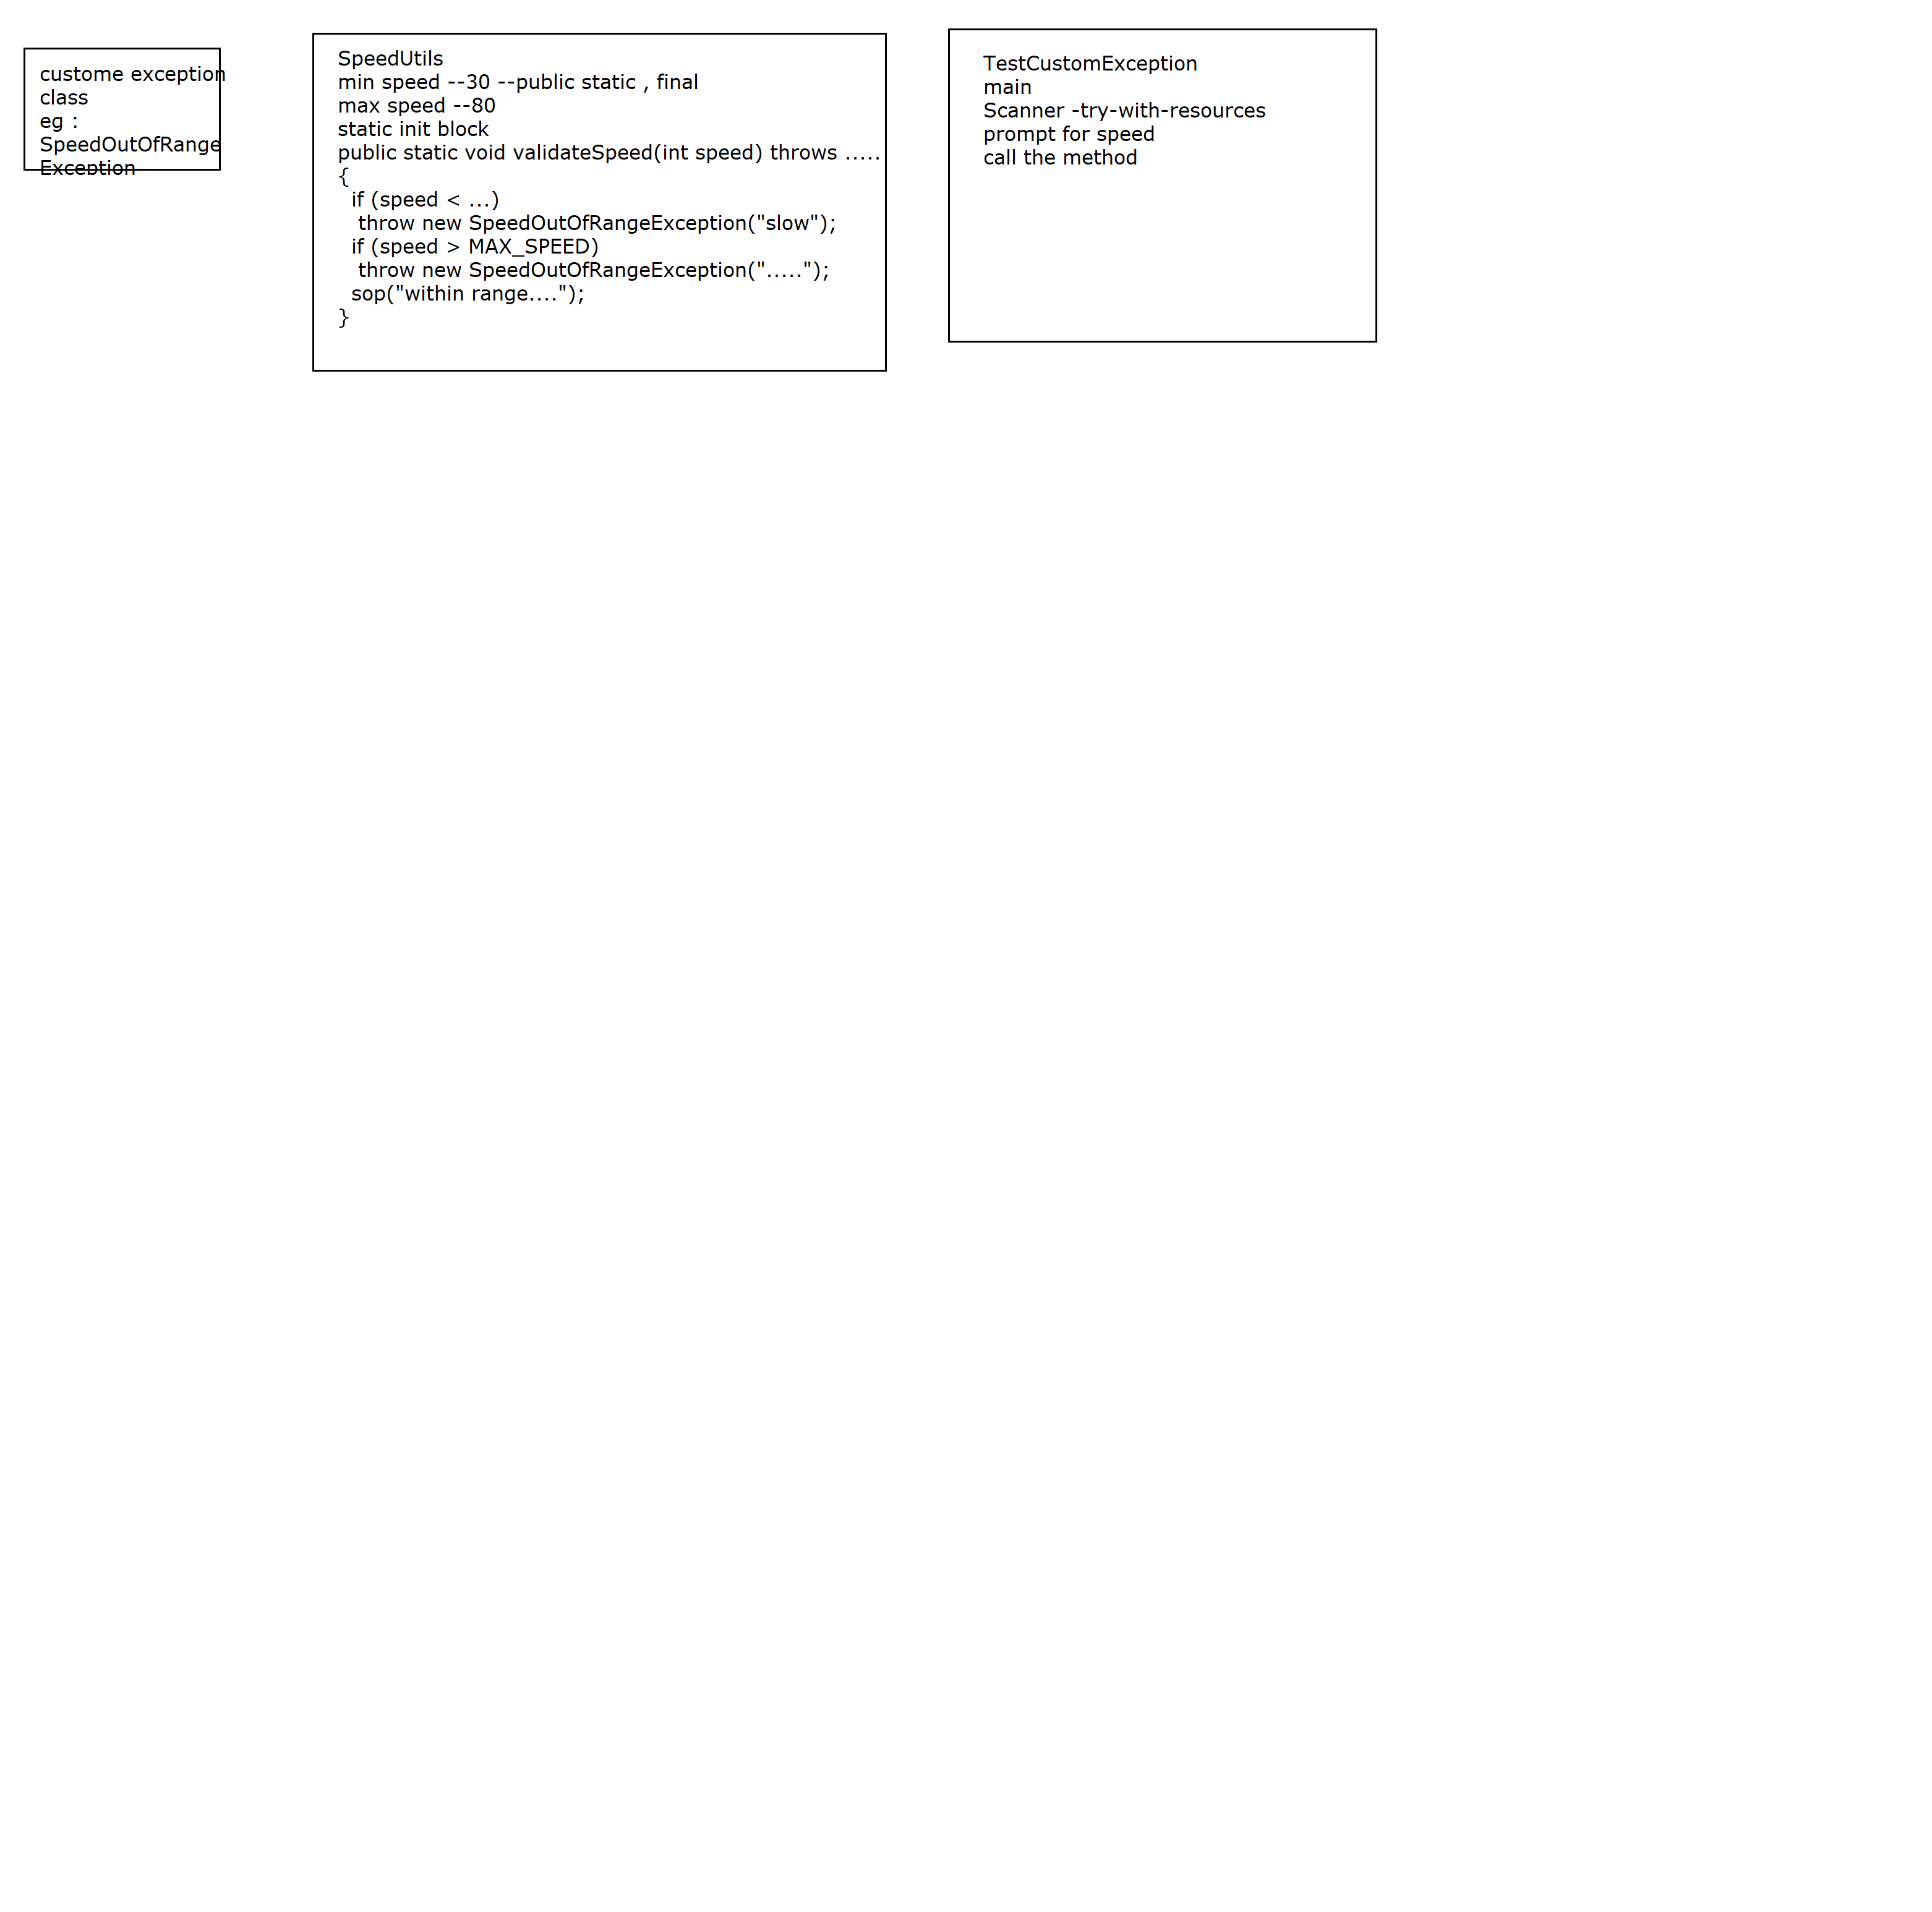 custome exception
class
eg :
SpeedOutOfRange
Exception
SpeedUtils
min speed --30 --public static , final
max speed --80
static init block
public static void validateSpeed(int speed) throws .....
{
if (speed < ...)
throw new SpeedOutOfRangeException("slow");
if (speed > MAX_SPEED)
throw new SpeedOutOfRangeException(".....");
sop("within range....");
}
TestCustomException
main
Scanner -try-with-resources
prompt for speed
call the method